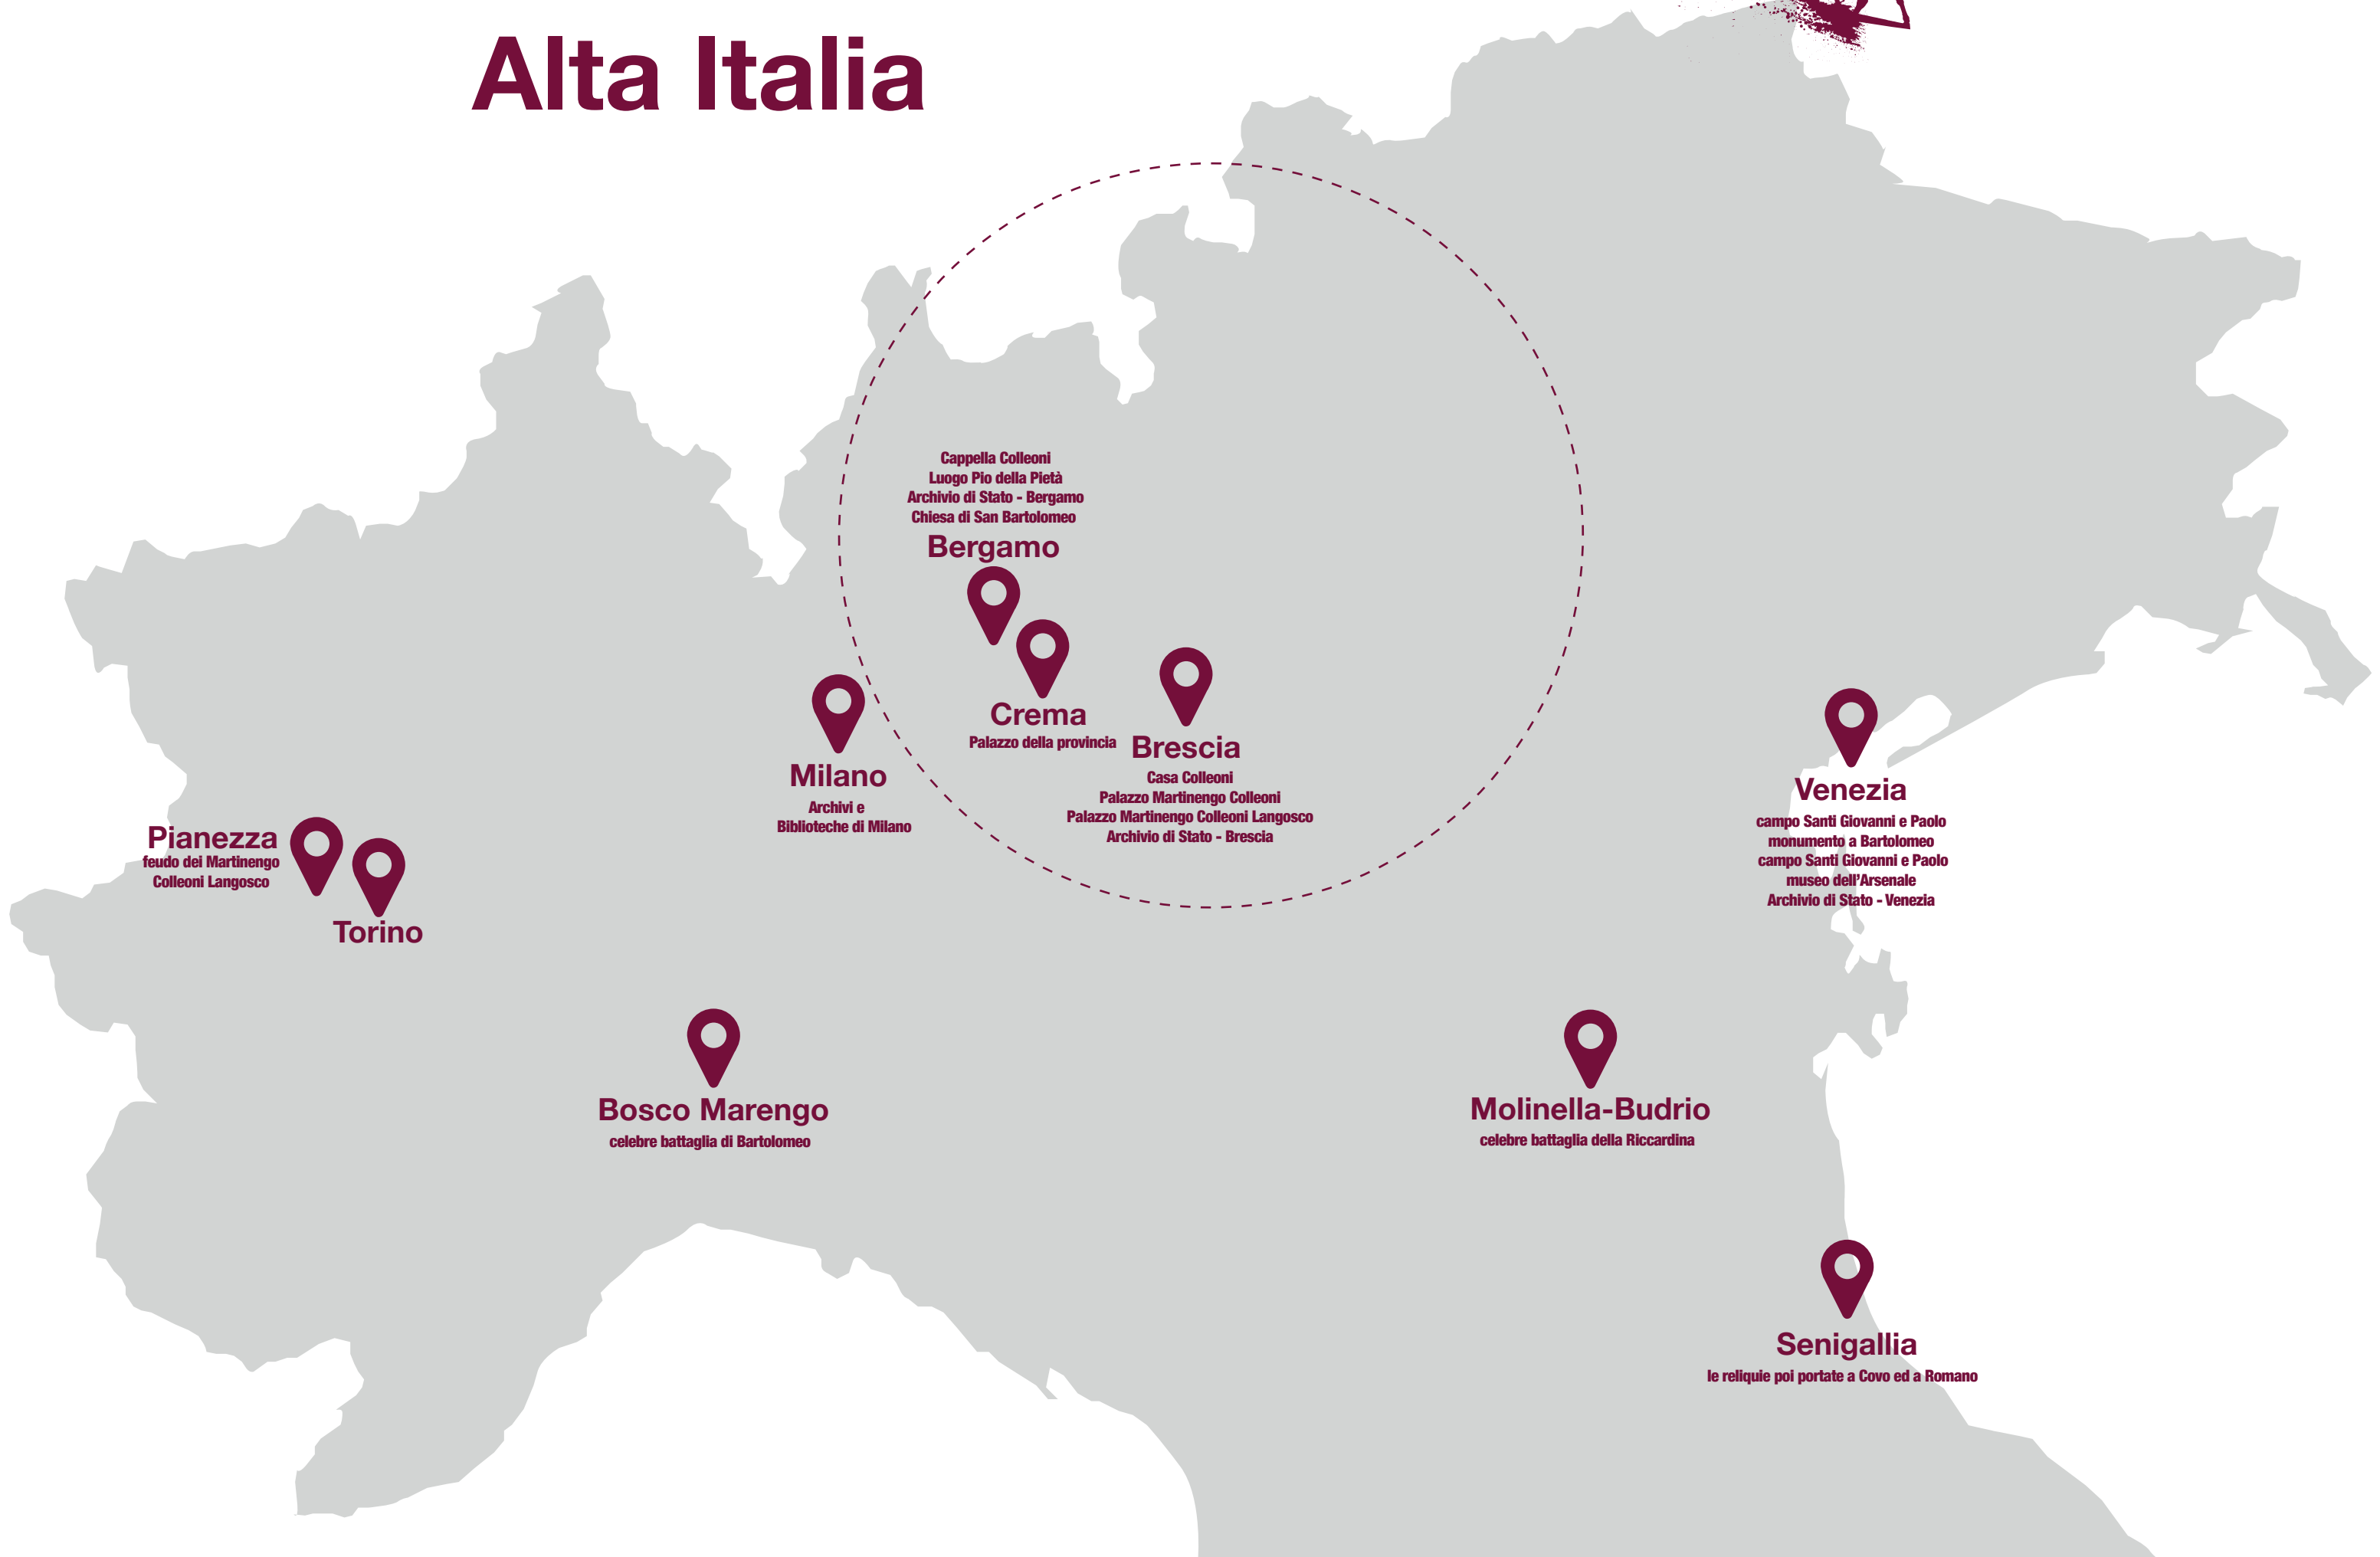 Alta Italia
Cappella Colleoni
Luogo Pio della Pietà
Archivio di Stato - Bergamo
Chiesa di San Bartolomeo
Bergamo
Crema
Palazzo della provincia
Brescia
Casa Colleoni
Palazzo Martinengo Colleoni
Palazzo Martinengo Colleoni Langosco
Archivio di Stato - Brescia
Milano
Archivi e
Biblioteche di Milano
Venezia
campo Santi Giovanni e Paolo
monumento a Bartolomeo
campo Santi Giovanni e Paolo
museo dell'Arsenale
Archivio di Stato - Venezia
Pianezza
feudo dei Martinengo
Colleoni Langosco
Torino
Bosco Marengo
celebre battaglia di Bartolomeo
Molinella-Budrio
celebre battaglia della Riccardina
Senigallia
le reliquie poi portate a Covo ed a Romano